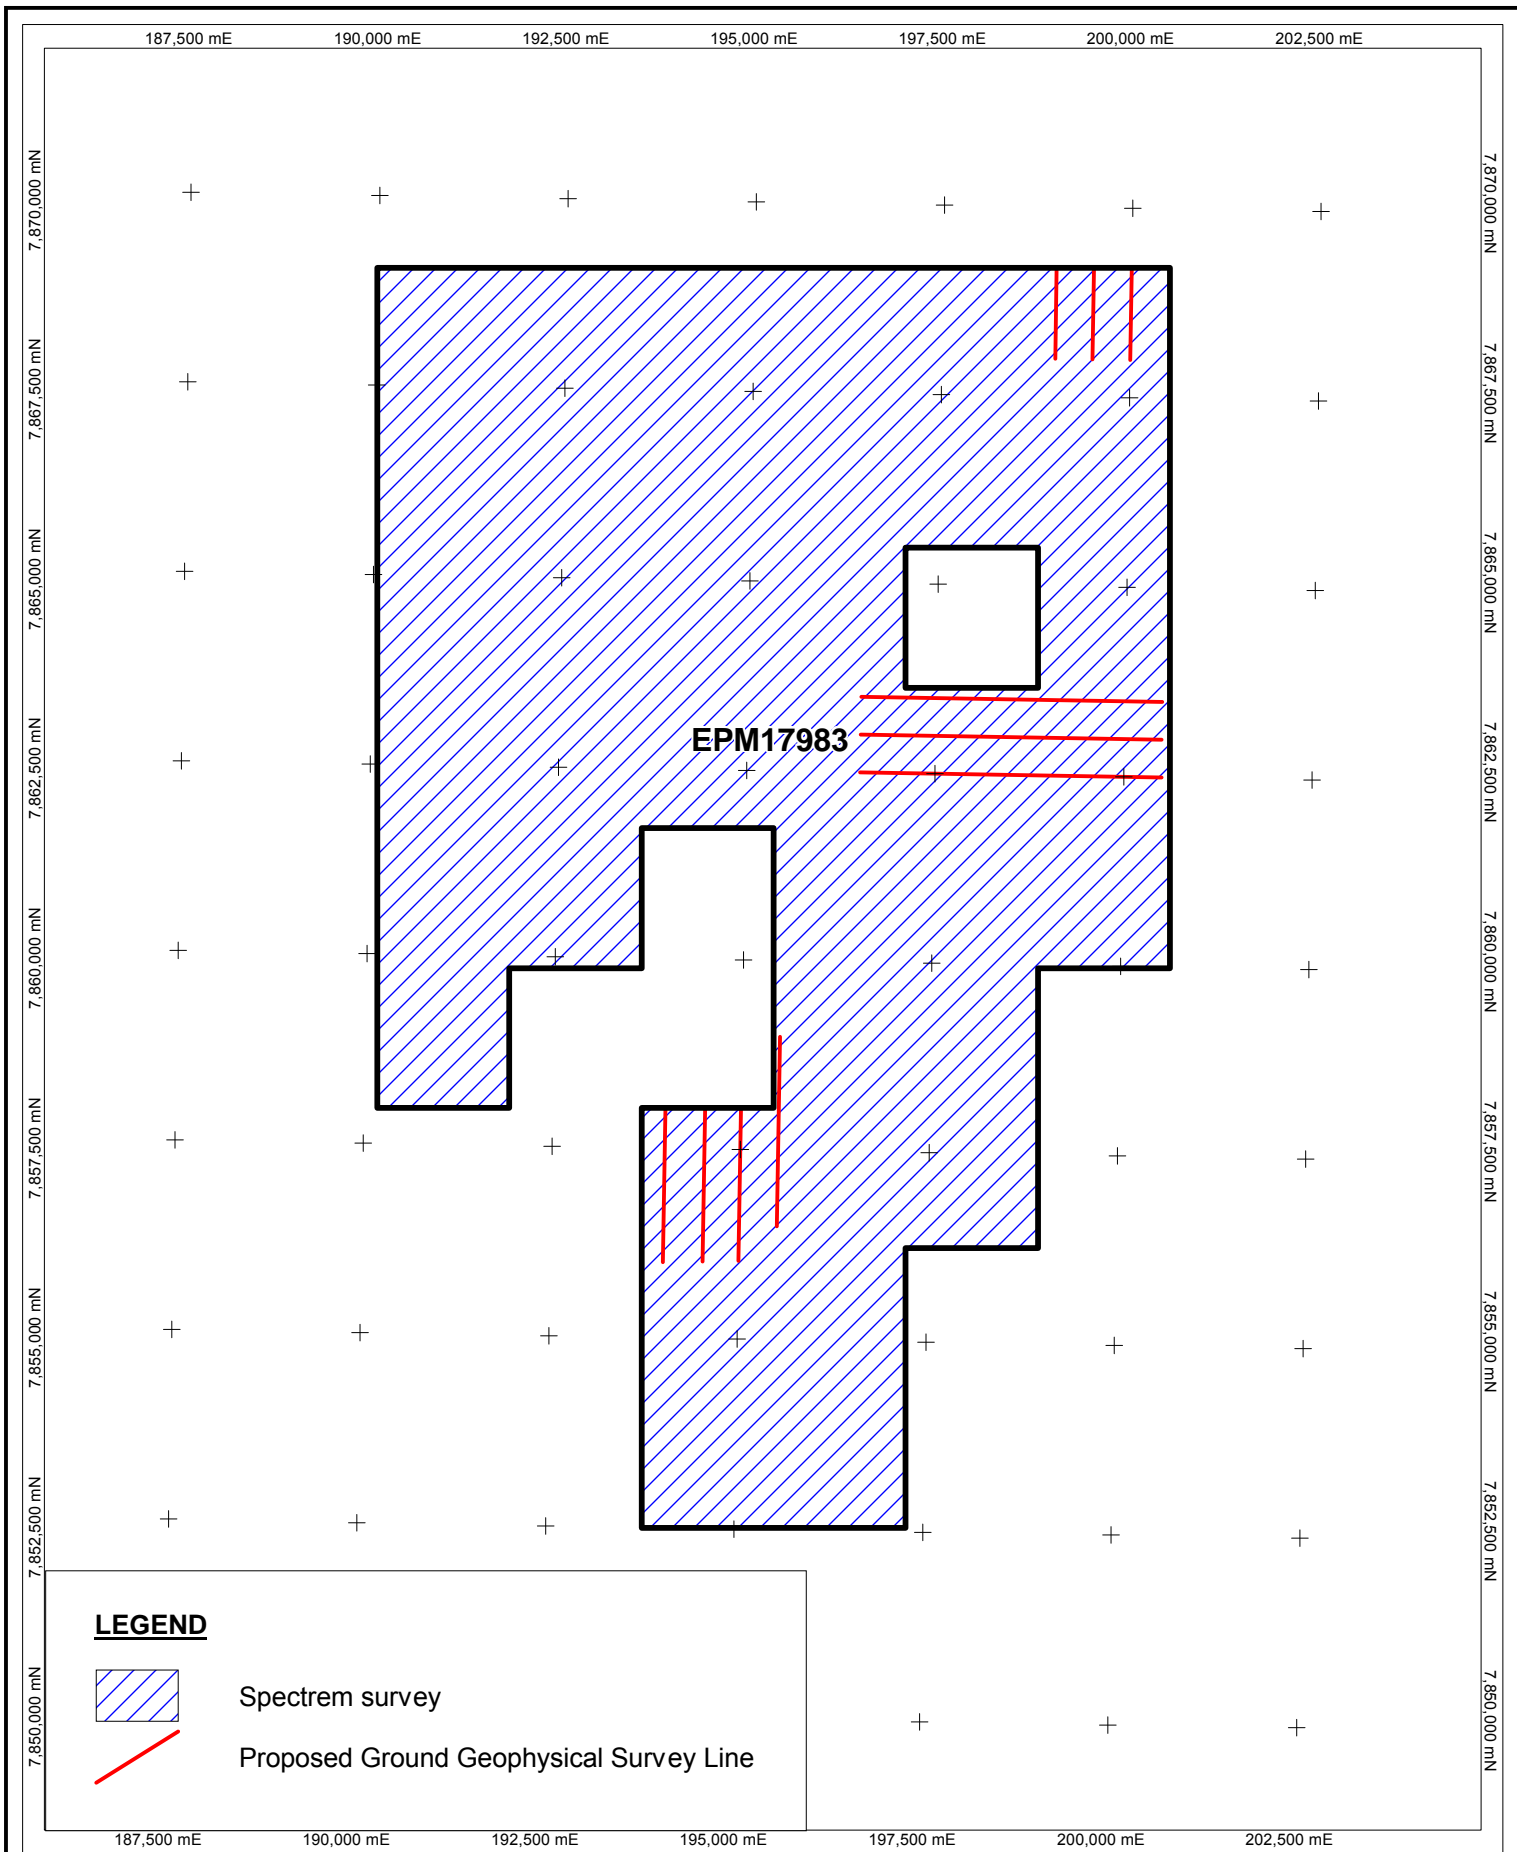 187,500 mE 190,000 mE 192,500 mE 195,000 mE 197,500 mE 200,000 mE 202,500 mE
7,870,000 mN 7,870,000 mN
7,867,500 mN 7,867,500 mN
7,865,000 mN 7,865,000 mN
7,862,500 mN 7,862,500 mN
EPM17983
7,860,000 mN 7,860,000 mN
7,857,500 mN 7,857,500 mN
7,855,000 mN 7,855,000 mN
7,852,500 mN 7,852,500 mN
7,850,000 mN 7,850,000 mN
LEGEND
Spectrem survey
Proposed Ground Geophysical Survey Line
187,500 mE 190,000 mE 192,500 mE 195,000 mE 197,500 mE 200,000 mE 202,500 mE